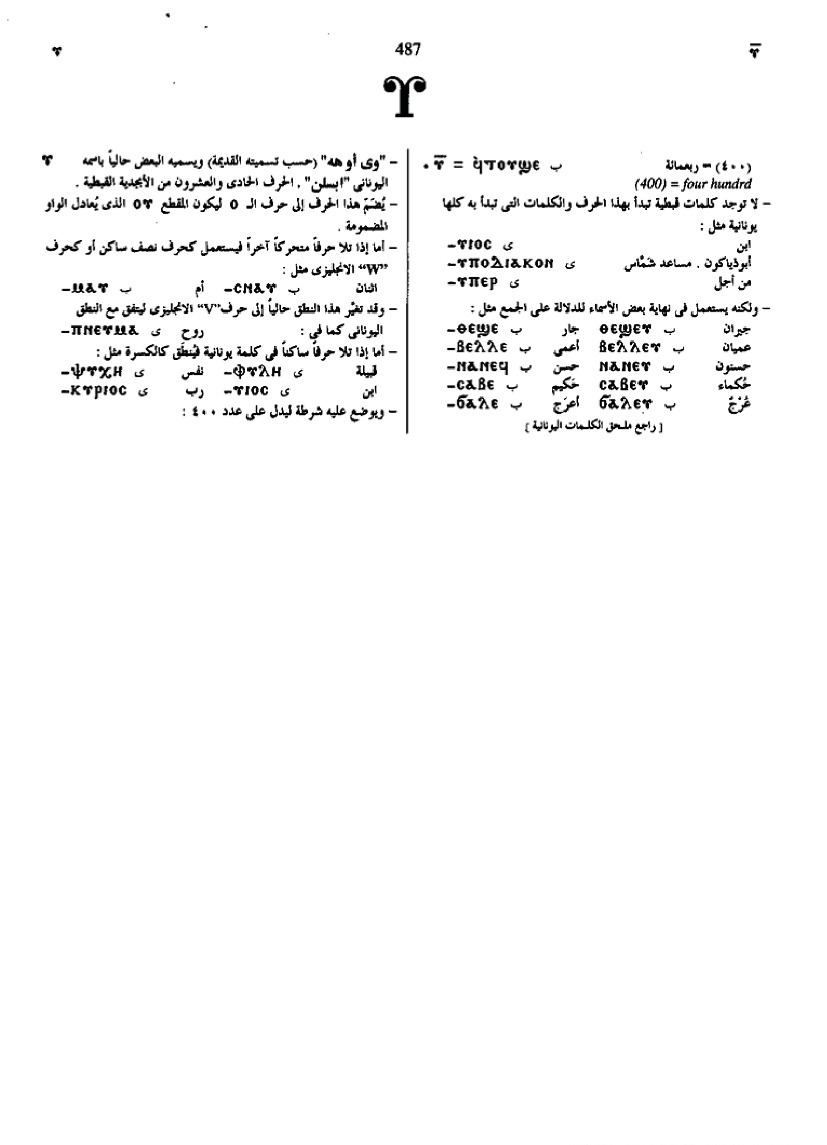 ⲩ 487 ⲩ̅
ⲩ
ⲩ – "وى أو هه" (حسب تسميته القديمة) ويسميه البعض حالياً باسمه
اليونانى "ابسلن" ، الحرف الحادى والعشرون من الأبجدية القبطية .
– يُضَمّ هذا الحرف إلى حرف الـ ⲟ ليكون المقطع ⲟⲩ الذى يُعادل الواو
المضمومة .
– أما إذا تلا حرفاً متحركاً آخراً فيستعمل كحرف نصف ساكن أو كحرف
"W" الانجليزى مثل :
–ⲙⲁⲩ ب أم –ⲥⲛⲁⲩ ب اثنان
– وقد تغيّر هذا النطق حالياً إلى حرف "V" الانجليزى ليتفق مع النطق
اليونانى كما فى : روح ى –ⲡⲛⲉⲩⲙⲁ
– أما إذا تلا حرفاً ساكناً فى كلمة يونانية فيُنطَق كالكسرة مثل :
–ⲯⲩⲭⲏ ى نفس –ⲫⲩⲗⲏ ى قبيلة
–ⲕⲩⲣⲓⲟⲥ ى رب –ⲩⲓⲟⲥ ى ابن
– ويوضع عليه شرطة ليدل على عدد ٤٠٠ :
• ⲩ̅ = ϥ̀ⲧⲟⲩϣⲉ ب (٤٠٠) = ربعمائة
(400) = four hundrd
– لا توجد كلمات قبطية تبدأ بهذا الحرف والكلمات التى تبدأ به كلها
يونانية مثل :
–ⲩⲓⲟⲥ ى ابن
–ⲩⲡⲟⲇⲓⲁⲕⲟⲛ ى أبوذياكون . مساعد شَمّاس
–ⲩⲡⲉⲣ ى من أجل
– ولكنه يستعمل فى نهاية بعض الأسماء للدلالة على الجمع مثل :
–ⲑⲉϣⲉ ب جار ⲑⲉϣⲉⲩ ب جيران
–ⲃⲉⲗⲗⲉ ب أعمى ⲃⲉⲗⲗⲉⲩ ب عميان
–ⲛⲁⲛⲉϥ ب حسن ⲛⲁⲛⲉⲩ ب حسنون
–ⲥⲁⲃⲉ ب حَكيم ⲥⲁⲃⲉⲩ ب حُكماء
–ϭⲁⲗⲉ ب أعرَج ϭⲁⲗⲉⲩ ب عُرْجٌ
[ راجع ملحق الكلمات اليونانية ]